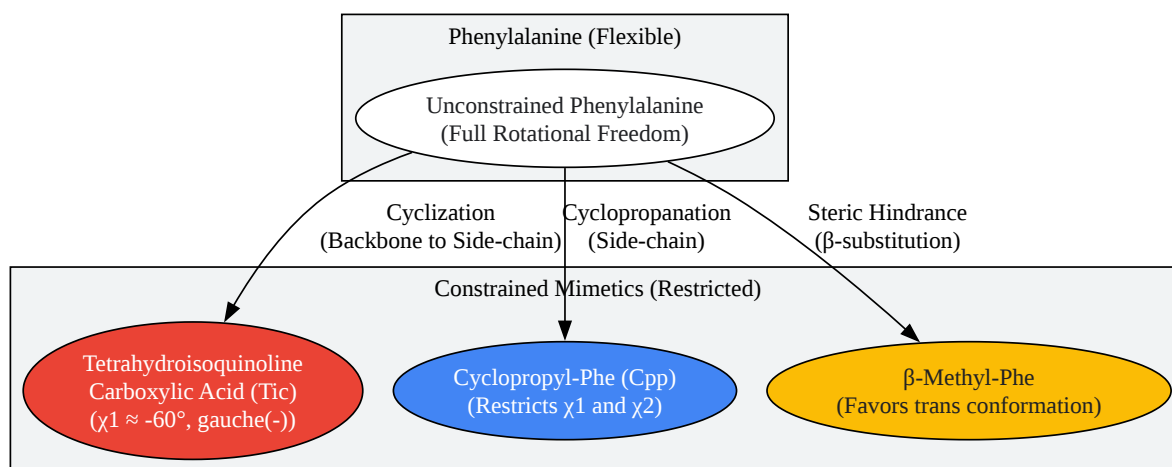 Phenylalanine (Flexible)
Unconstrained Phenylalanine
(Full Rotational Freedom)
Cyclization
(Backbone to Side-chain)
Cyclopropanation
(Side-chain)
Steric Hindrance
(β-substitution)
Constrained Mimetics (Restricted)
Tetrahydroisoquinoline
Carboxylic Acid (Tic)
(χ1 ≈ -60°, gauche(-))
Cyclopropyl-Phe (Cpp)
(Restricts χ1 and χ2)
β-Methyl-Phe
(Favors trans conformation)